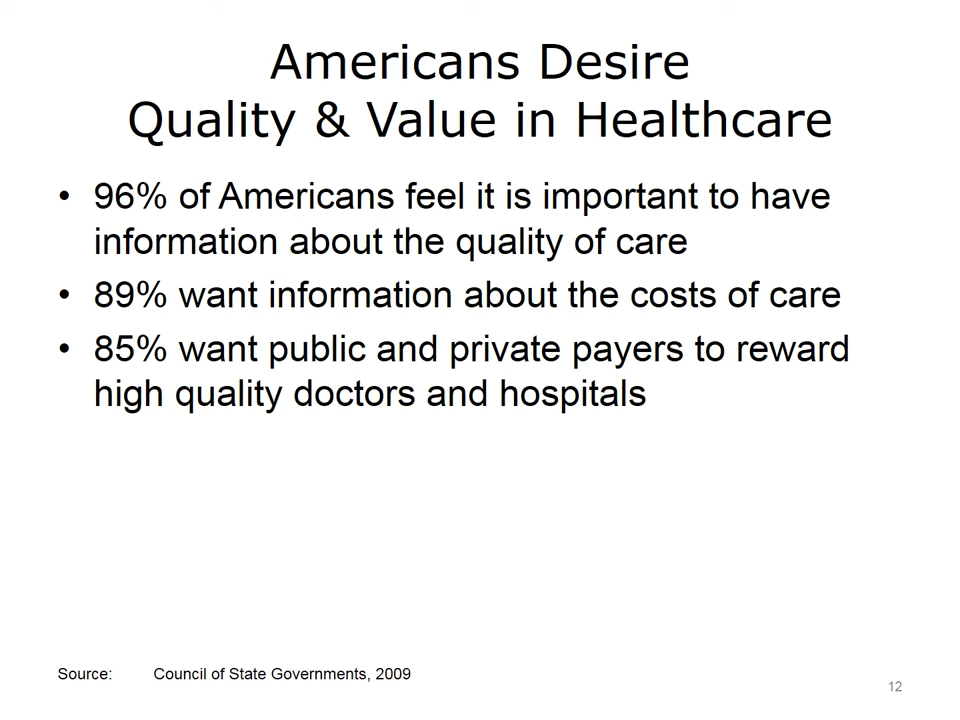 Americans Desire
Quality & Value in Healthcare
• 96% of Americans feel it is important to have
information about the quality of care
• 89% want information about the costs of care
• 85% want public and private payers to reward
high quality doctors and hospitals
Source: Council of State Governments, 2009
12